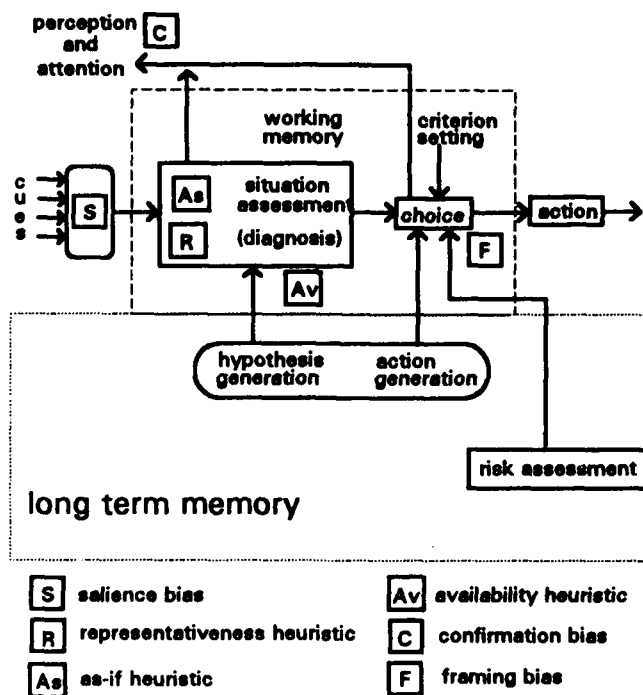 perception
and
attention
C
working
memory
criterion
setting
cues
S
As
situation
assessment
R
(diagnosis)
choice
action
F
Av
hypothesis
generation
action
generation
risk assessment
long term memory
S salience bias
R representativeness heuristic
As as-if heuristic
Av availability heuristic
C confirmation bias
F framing bias